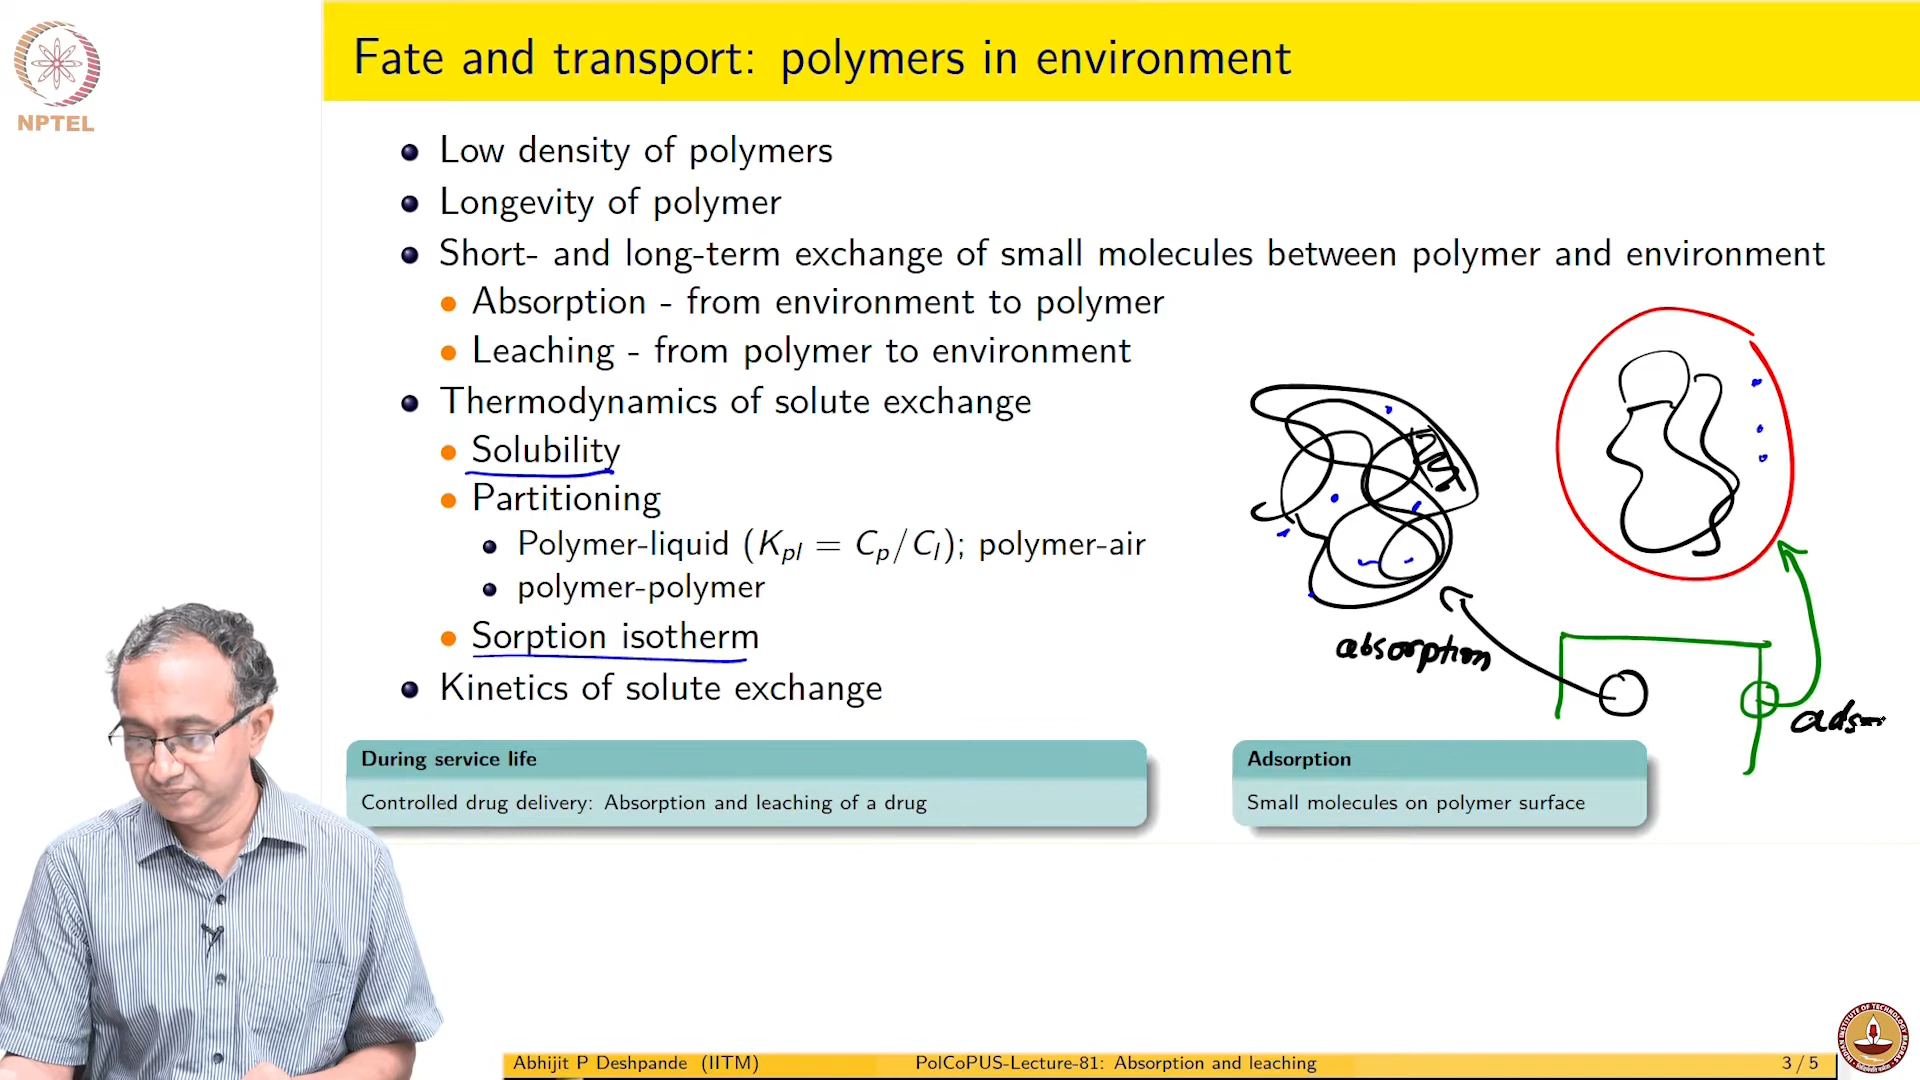 NPTEL
Fate and transport: polymers in environment
Low density of polymers
Longevity of polymer
Short- and long-term exchange of small molecules between polymer and environment
Absorption - from environment to polymer
Leaching - from polymer to environment
Thermodynamics of solute exchange
Solubility
Partitioning
Polymer-liquid (Kpl = Cp/Cl); polymer-air
polymer-polymer
Sorption isotherm
Kinetics of solute exchange
absorption
During service life
Controlled drug delivery: Absorption and leaching of a drug
Adsorption
Small molecules on polymer surface
Abhijit P Deshpande (IITM)
PolCoPUS-Lecture-81: Absorption and leaching
3 / 5